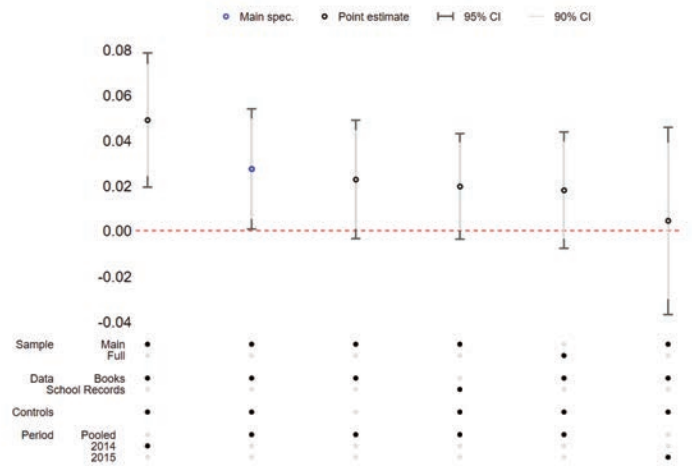 Main spec. Point estimate 95% CI 90% CI
0.08
0.06
0.04
0.02
0.00
-0.02
-0.04
Sample Main
Full
Data Books
School Records
Controls
Period Pooled
2014
2015